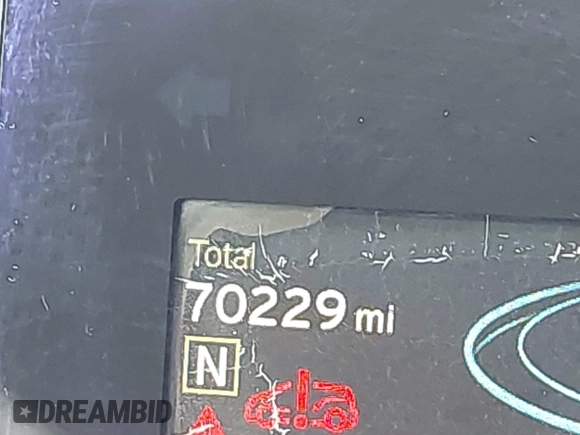 Total
70229 mi
N
DREAMBID